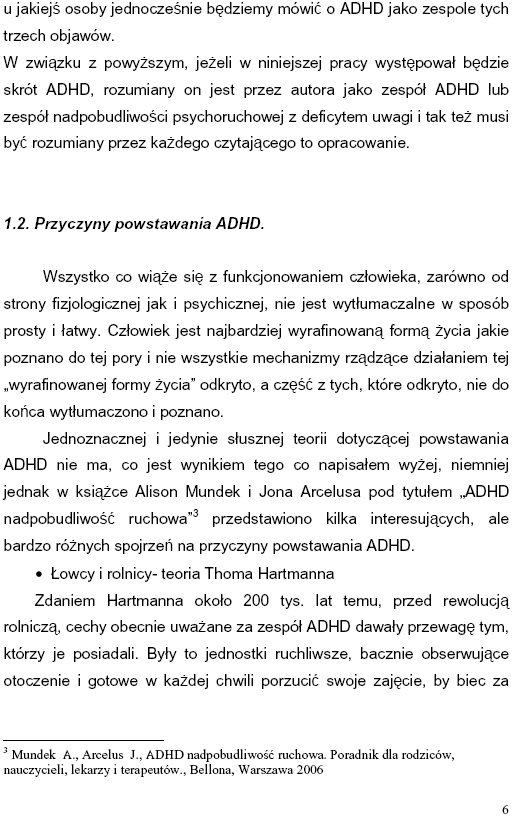 u jakiejś osoby jednocześnie będziemy mówić o ADHD jako zespole tych
trzech objawów.
W związku z powyższym, jeżeli w niniejszej pracy występował będzie
skrót ADHD, rozumiany on jest przez autora jako zespół ADHD lub
zespół nadpobudliwości psychoruchowej z deficytem uwagi i tak też musi
być rozumiany przez każdego czytającego to opracowanie.
1.2. Przyczyny powstawania ADHD.
Wszystko co wiąże się z funkcjonowaniem człowieka, zarówno od
strony fizjologicznej jak i psychicznej, nie jest wytłumaczalne w sposób
prosty i łatwy. Człowiek jest najbardziej wyrafinowaną formą życia jakie
poznano do tej pory i nie wszystkie mechanizmy rządzące działaniem tej
„wyrafinowanej formy życia” odkryto, a część z tych, które odkryto, nie do
końca wytłumaczono i poznano.
Jednoznacznej i jedynie słusznej teorii dotyczącej powstawania
ADHD nie ma, co jest wynikiem tego co napisałem wyżej, niemniej
jednak w książce Alison Mundek i Jona Arcelusa pod tytułem „ADHD
nadpobudliwość ruchowa”3 przedstawiono kilka interesujących, ale
bardzo różnych spojrzeń na przyczyny powstawania ADHD.
• Łowcy i rolnicy- teoria Thoma Hartmanna
Zdaniem Hartmanna około 200 tys. lat temu, przed rewolucją
rolniczą, cechy obecnie uważane za zespół ADHD dawały przewagę tym,
którzy je posiadali. Były to jednostki ruchliwsze, bacznie obserwujące
otoczenie i gotowe w każdej chwili porzucić swoje zajęcie, by biec za
3 Mundek A., Arcelus J., ADHD nadpobudliwość ruchowa. Poradnik dla rodziców,
nauczycieli, lekarzy i terapeutów., Bellona, Warszawa 2006
6